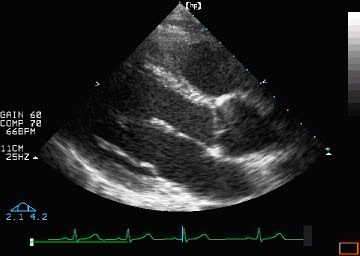 [hp]
GAIN 60
COMP 70
66BPM
11CM
25HZ
2.1 4.2